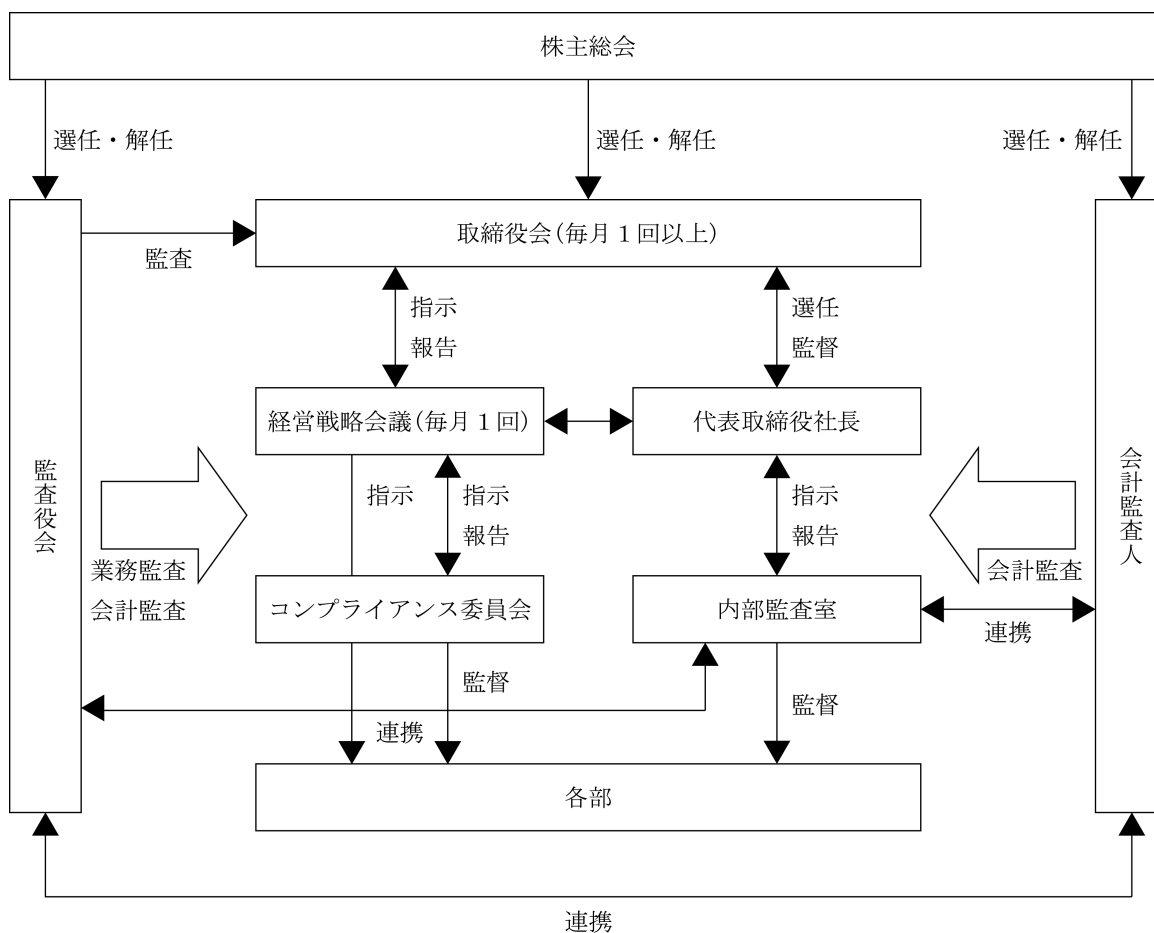 株主総会
選任・解任
選任・解任
選任・解任
取締役会(毎月1回以上)
監査
指示
報告
選任
監督
経営戦略会議(毎月1回)
代表取締役社長
監査役会
会計監査人
指示
指示
報告
指示
報告
業務監査
会計監査
会計監査
コンプライアンス委員会
内部監査室
連携
監督
監督
連携
各部
連携